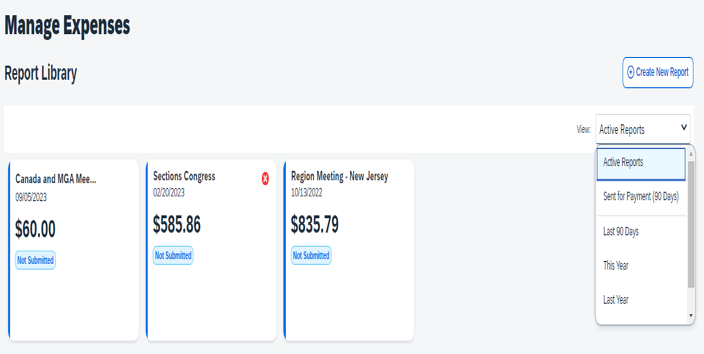 Manage Expenses
Report Library
Create New Report
View: Active Reports
Active Reports
Sent for Payment (90 Days)
Last 90 Days
This Year
Last Year
Canada and MGA Mee...
09/05/2023
$60.00
Not Submitted
Sections Congress
02/20/2023
$585.86
Not Submitted
Region Meeting - New Jersey
10/13/2022
$835.79
Not Submitted